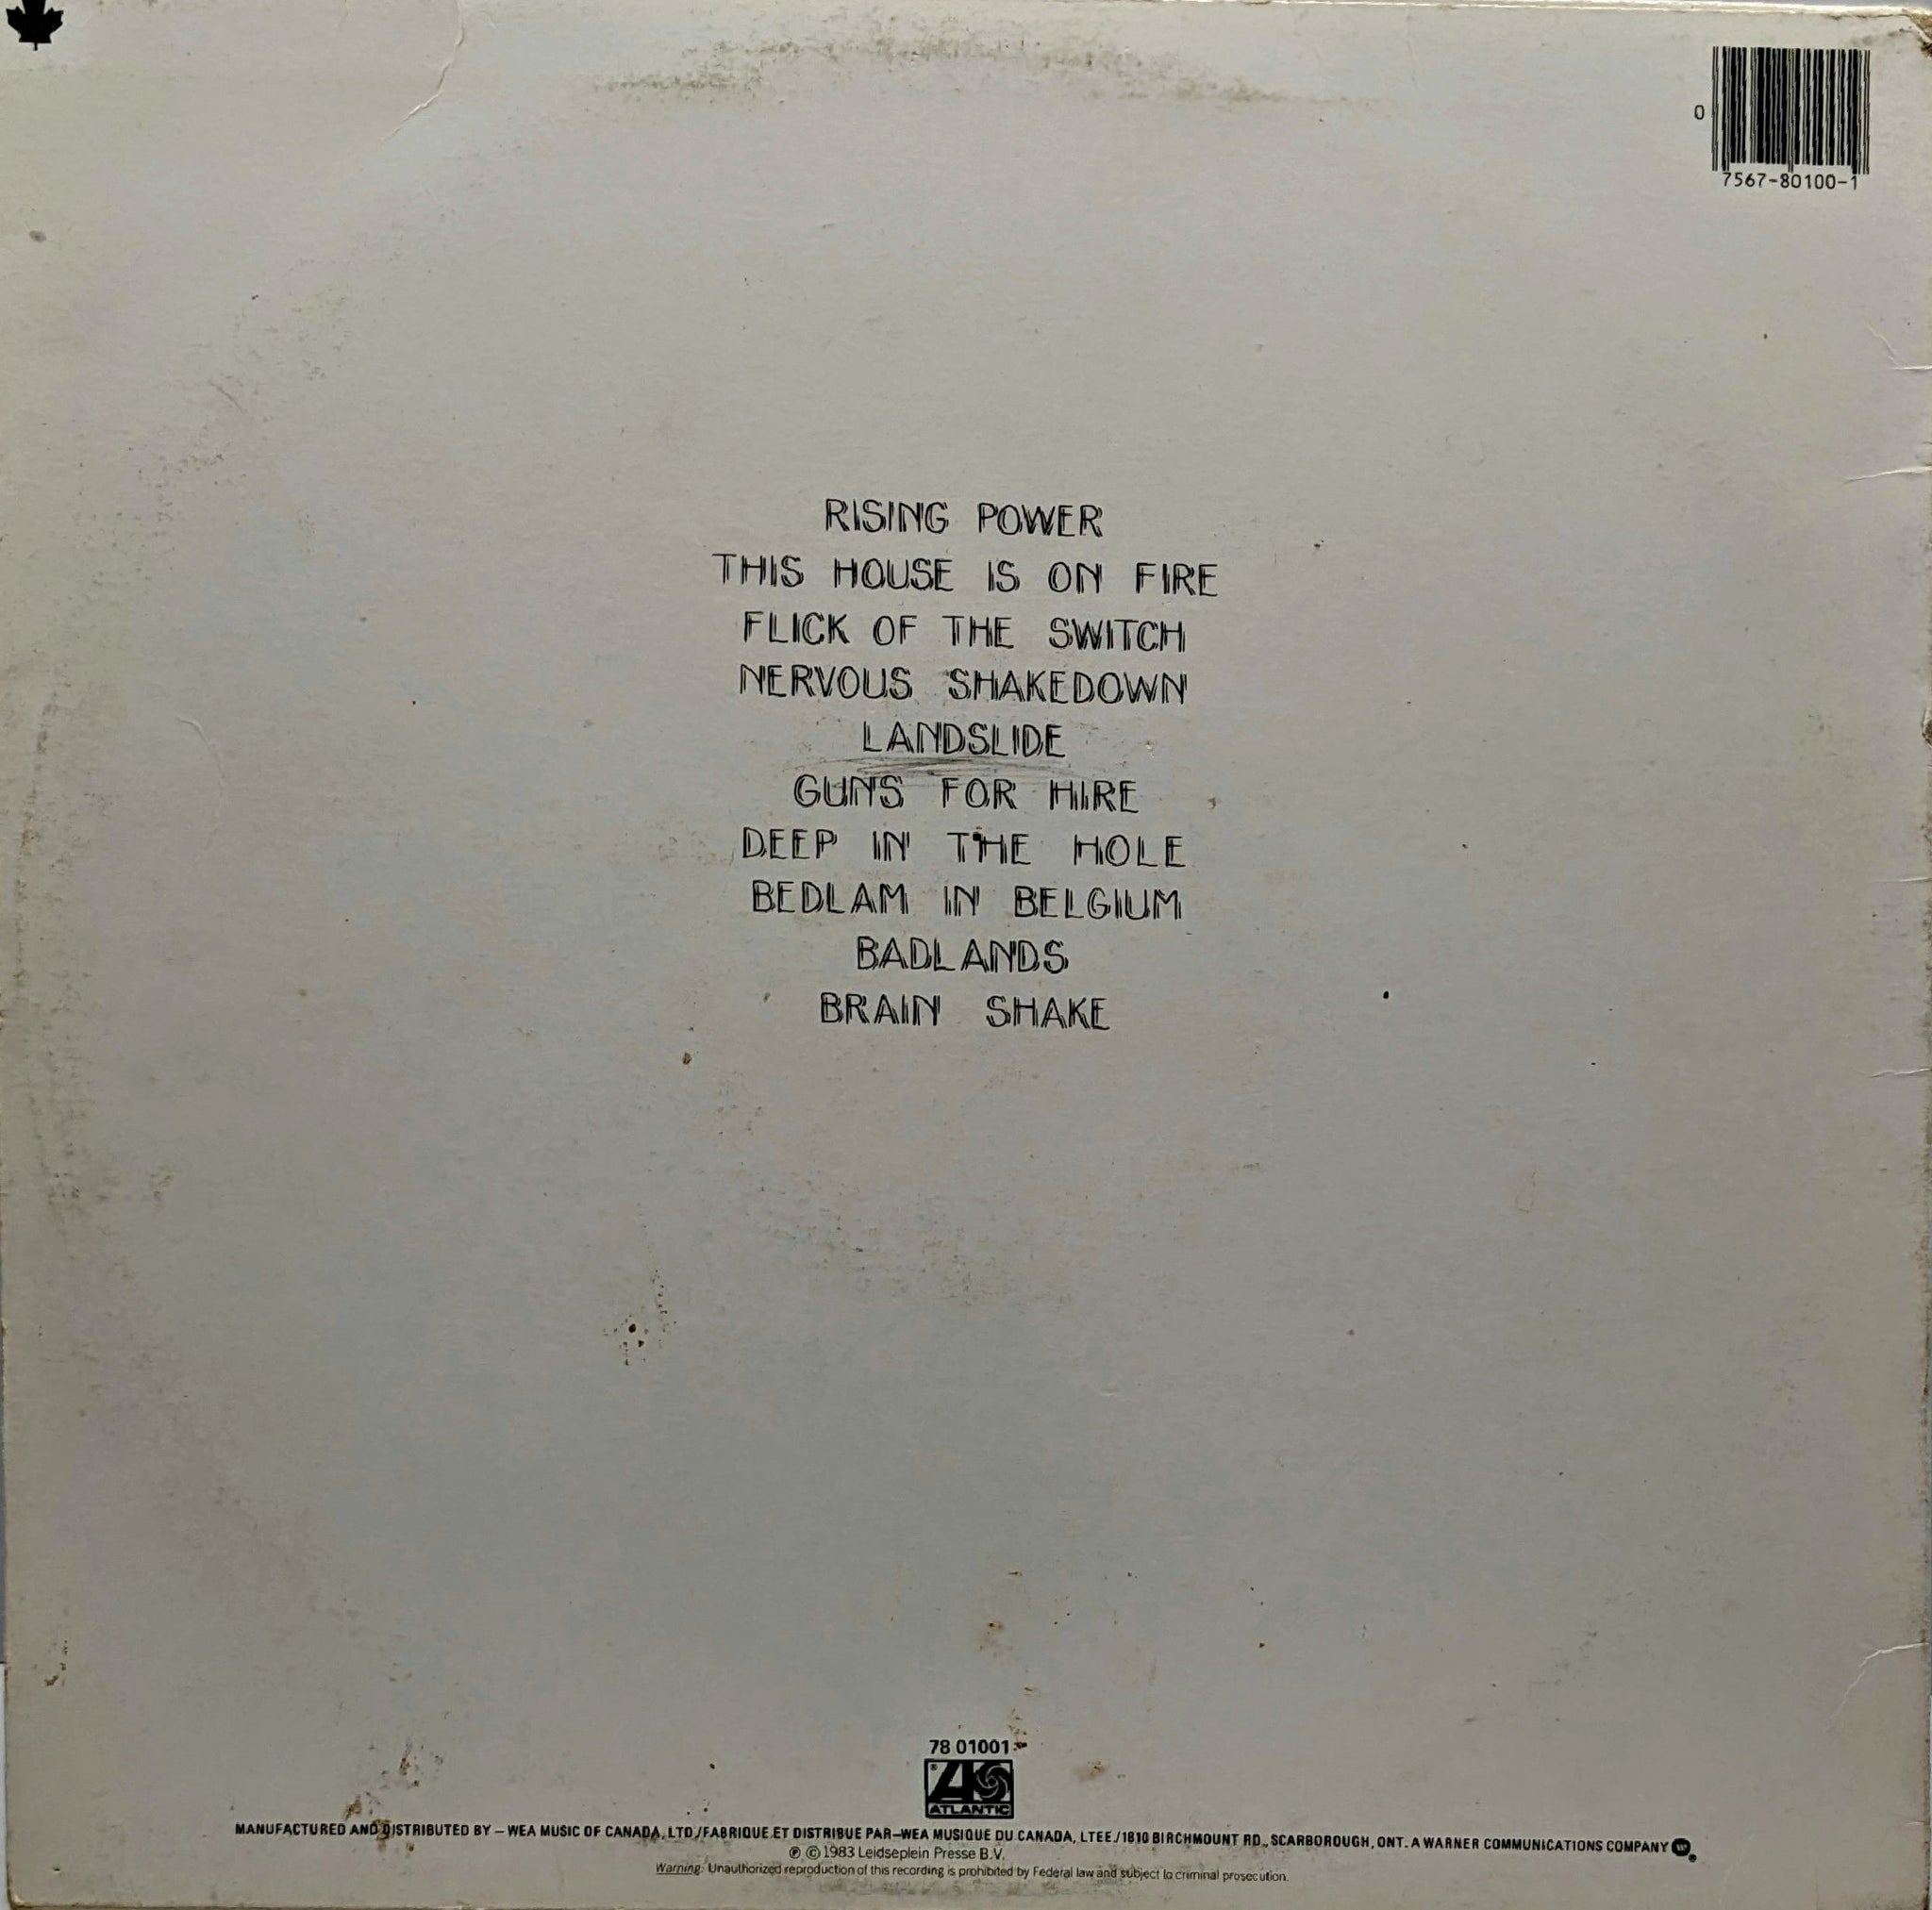 0
7567-80100-1
RISING POWER
THIS HOUSE IS ON FIRE
FLICK OF THE SWITCH
NERVOUS SHAKEDOWN
LANDSLIDE
GUNS FOR HIRE
DEEP IN THE HOLE
BEDLAM IN BELGIUM
BADLANDS
BRAIN SHAKE
78 01001
ATLANTIC
MANUFACTURED AND DISTRIBUTED BY – WEA MUSIC OF CANADA, LTD./FABRIQUE ET DISTRIBUE PAR–WEA MUSIQUE DU CANADA, LTEE./1810 BIRCHMOUNT RD., SCARBOROUGH, ONT. A WARNER COMMUNICATIONS COMPANY
℗ © 1983 Leidseplein Presse B.V.
Warning: Unauthorized reproduction of this recording is prohibited by Federal law and subject to criminal prosecution.